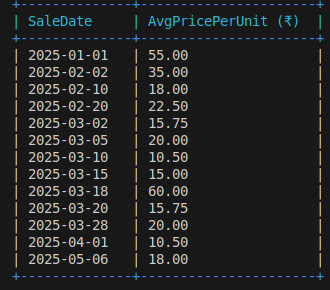 +--------------+----------------------+
| SaleDate     | AvgPricePerUnit (₹)  |
+--------------+----------------------+
| 2025-01-01   | 55.00                |
| 2025-02-02   | 35.00                |
| 2025-02-10   | 18.00                |
| 2025-02-20   | 22.50                |
| 2025-03-02   | 15.75                |
| 2025-03-05   | 20.00                |
| 2025-03-10   | 10.50                |
| 2025-03-15   | 15.00                |
| 2025-03-18   | 60.00                |
| 2025-03-20   | 15.75                |
| 2025-03-28   | 20.00                |
| 2025-04-01   | 10.50                |
| 2025-05-06   | 18.00                |
+--------------+----------------------+